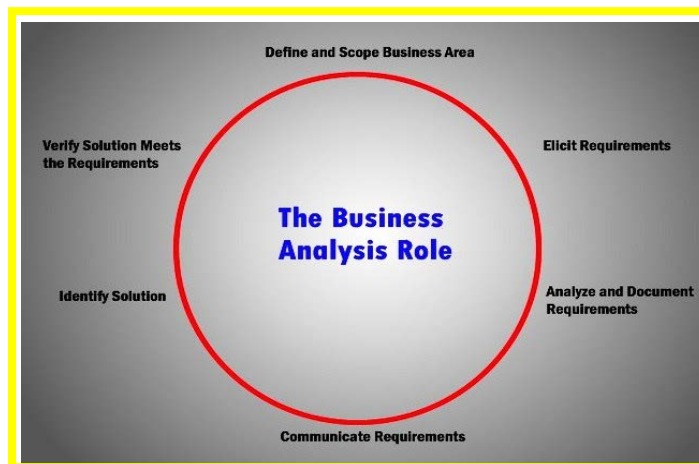 Define and Scope Business Area
Verify Solution Meets
the Requirements
Elicit Requirements
The Business
Analysis Role
Identify Solution
Analyze and Document
Requirements
Communicate Requirements